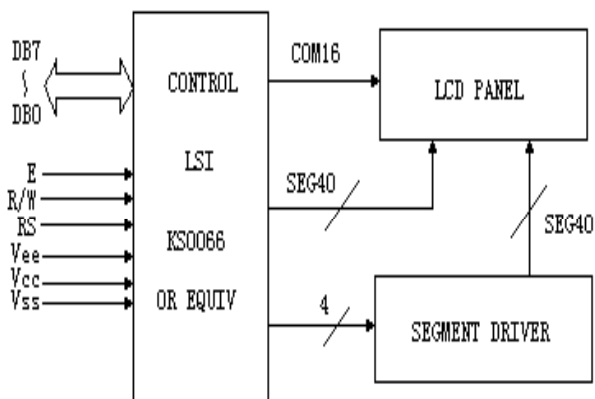 DB7
~
DB0
E
R/W
RS
Vee
Vcc
Vss
CONTROL
LSI
KS0066
OR EQUIV
COM16
SEG40
4
LCD PANEL
SEG40
SEGMENT DRIVER